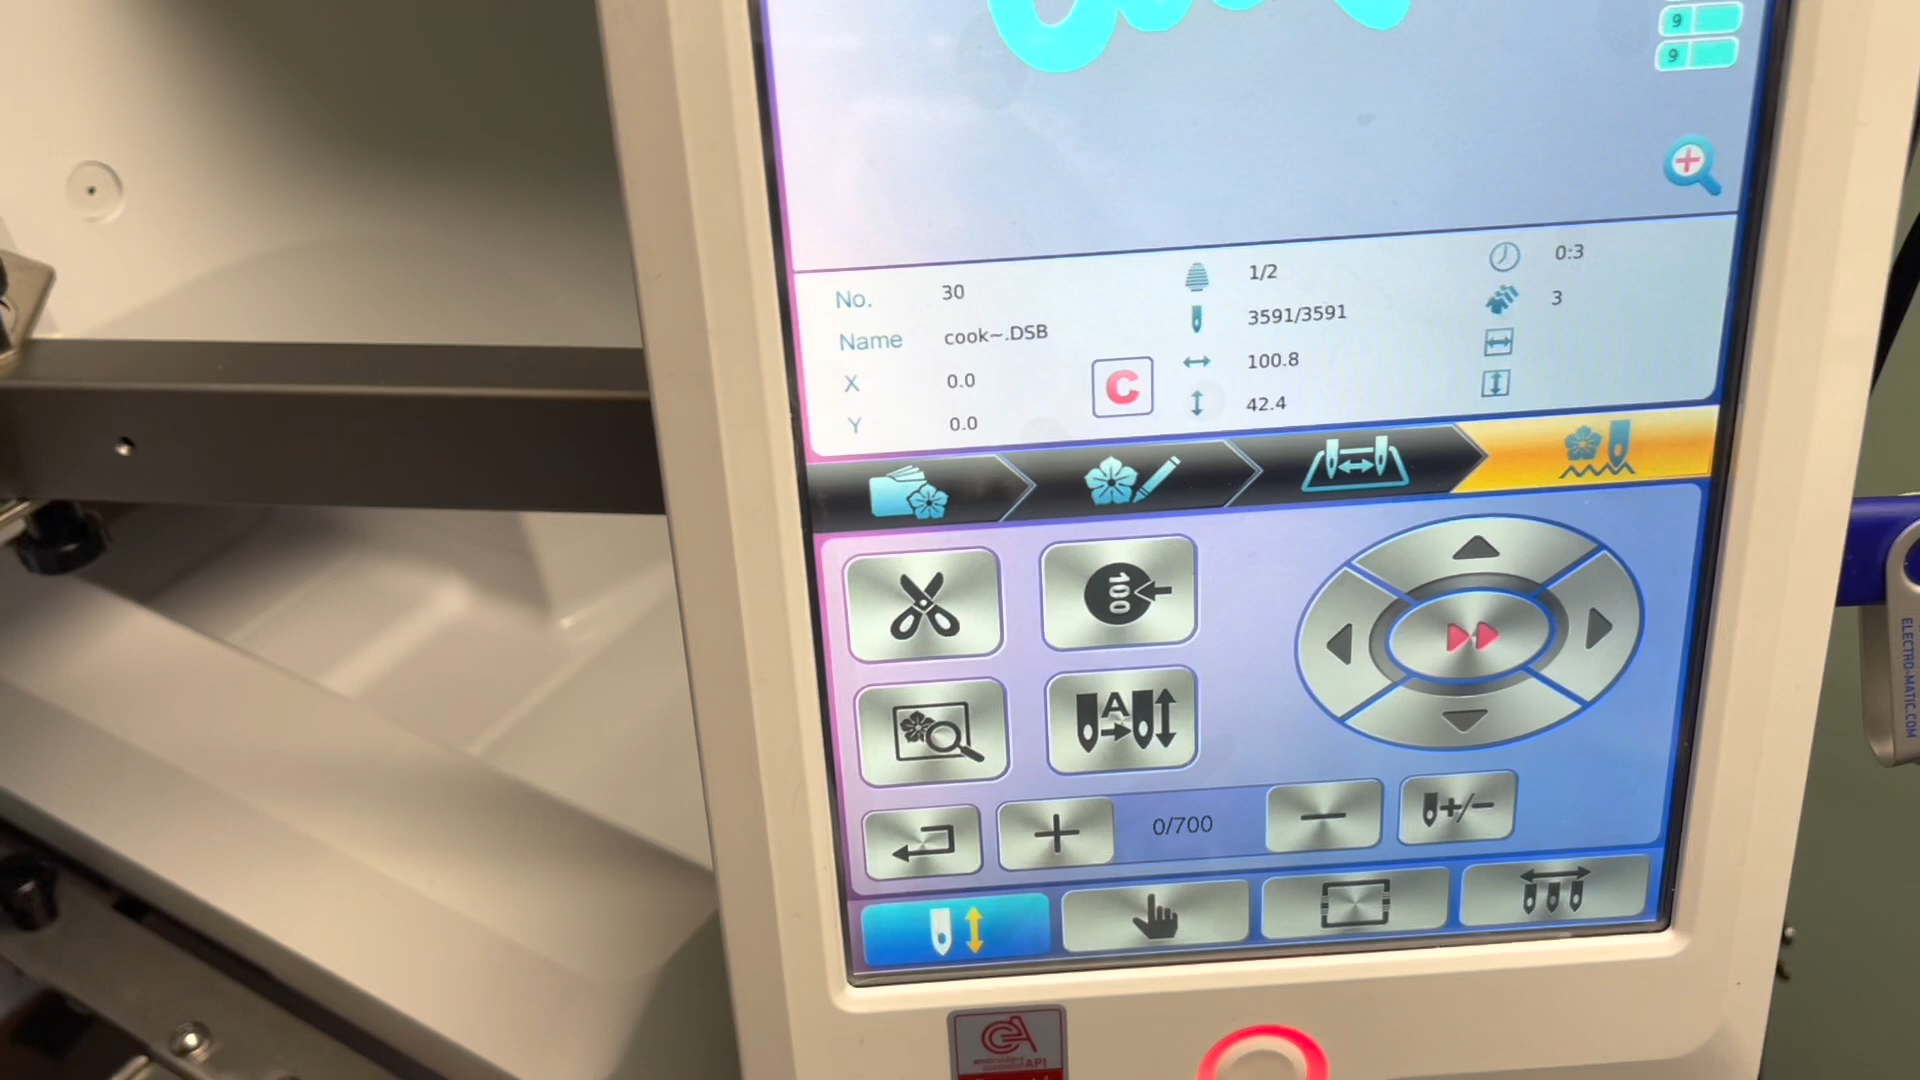 9
9
No. 30
Name cook~.DSB
X 0.0
Y 0.0
C
1/2
3591/3591
100.8
42.4
0:3
3
100
A
0/700
+/-
ELECTRO-MATIC.COM
API